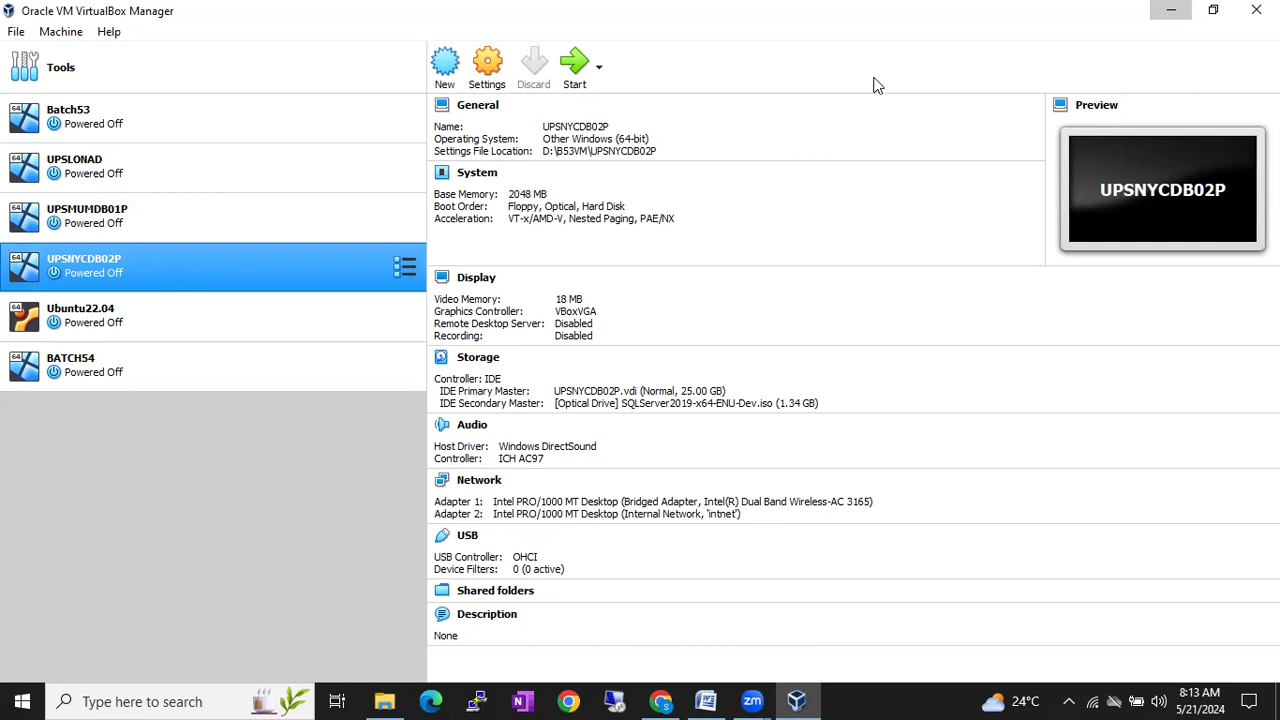 Oracle VM VirtualBox Manager
File Machine Help
Tools
New Settings Discard Start
64 Batch53
Powered Off
64 UPSLONAD
Powered Off
64 UPSMUMDB01P
Powered Off
64 UPSNYCDB02P
Powered Off
64 Ubuntu22.04
Powered Off
64 BATCH54
Powered Off
General
Name: UPSNYCDB02P
Operating System: Other Windows (64-bit)
Settings File Location: D:\B53VM\UPSNYCDB02P
System
Base Memory: 2048 MB
Boot Order: Floppy, Optical, Hard Disk
Acceleration: VT-x/AMD-V, Nested Paging, PAE/NX
Preview
UPSNYCDB02P
Display
Video Memory: 18 MB
Graphics Controller: VBoxVGA
Remote Desktop Server: Disabled
Recording: Disabled
Storage
Controller: IDE
IDE Primary Master: UPSNYCDB02P.vdi (Normal, 25.00 GB)
IDE Secondary Master: [Optical Drive] SQLServer2019-x64-ENU-Dev.iso (1.34 GB)
Audio
Host Driver: Windows DirectSound
Controller: ICH AC97
Network
Adapter 1: Intel PRO/1000 MT Desktop (Bridged Adapter, Intel(R) Dual Band Wireless-AC 3165)
Adapter 2: Intel PRO/1000 MT Desktop (Internal Network, 'intnet')
USB
USB Controller: OHCI
Device Filters: 0 (0 active)
Shared folders
Description
None
Type here to search
zm
24°C
8:13 AM
5/21/2024